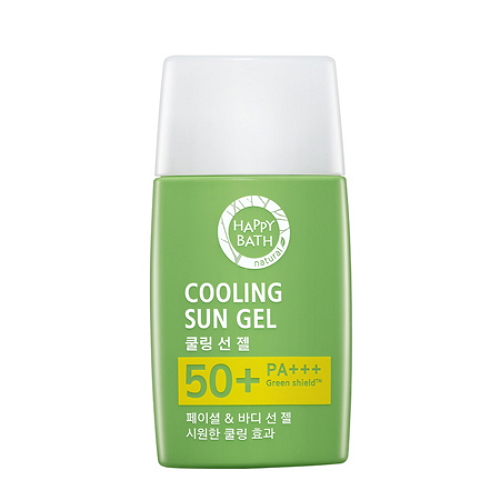 HAPPY
BATH
natural
COOLING
SUN GEL
쿨링 선 젤
50+ PA+++
Green shield™
페이셜 & 바디 선 젤
시원한 쿨링 효과